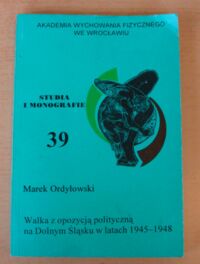 AKADEMIA WYCHOWANIA FIZYCZNEGO
WE WROCŁAWIU
STUDIA
I MONOGRAFIE
39
Marek Ordyłowski
Walka z opozycją polityczną
na Dolnym Śląsku w latach 1945–1948